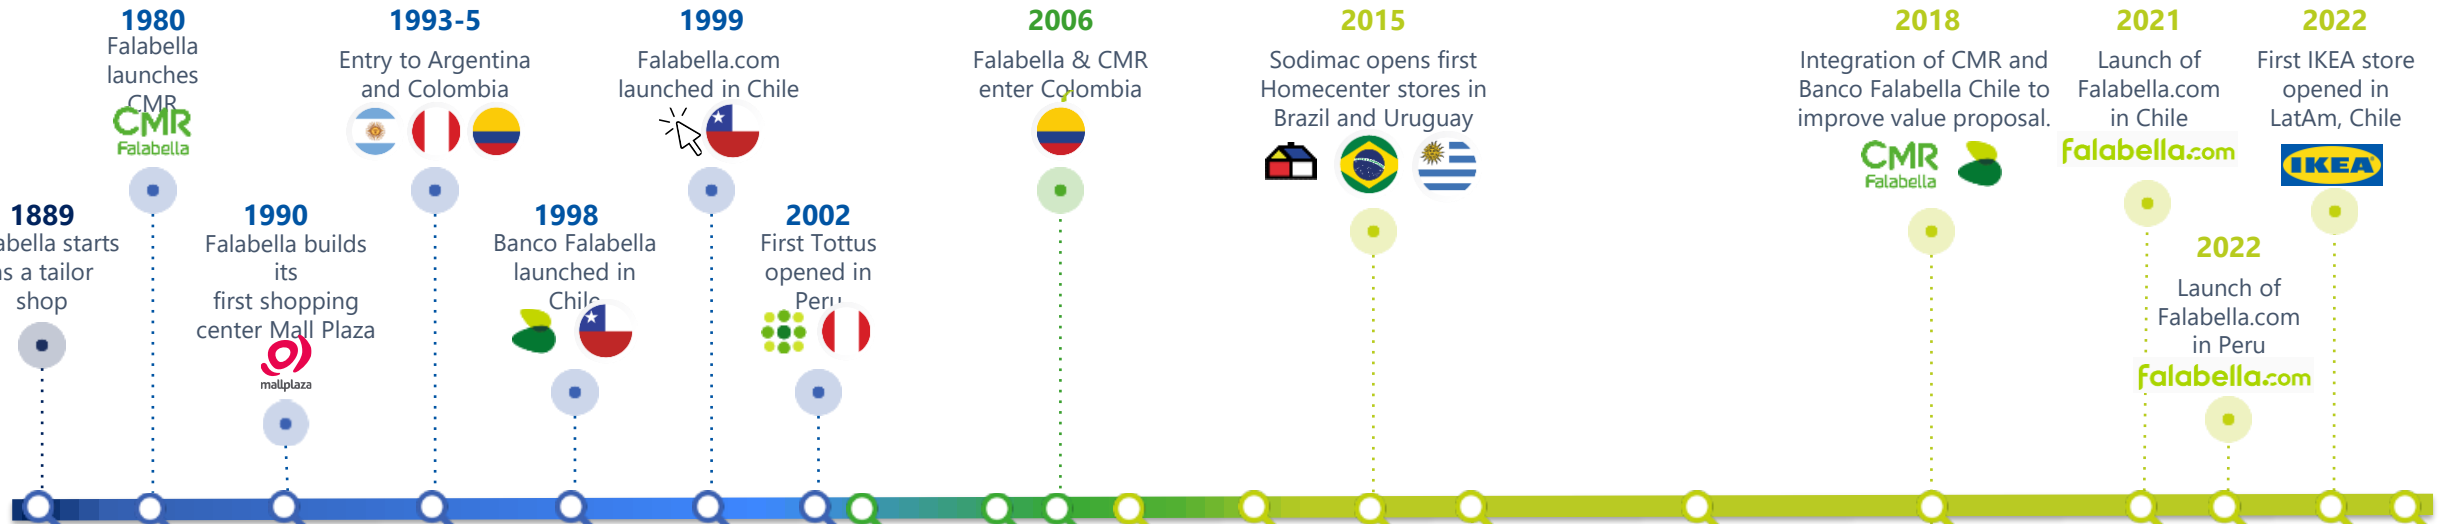 1980
Falabella
launches
CMR
CMR
Falabella
1993-5
Entry to Argentina
and Colombia
1999
Falabella.com
launched in Chile
2006
Falabella & CMR
enter Colombia
2015
Sodimac opens first
Homecenter stores in
Brazil and Uruguay
2018
Integration of CMR and
Banco Falabella Chile to
improve value proposal.
CMR
Falabella
2021
Launch of
Falabella.com
in Chile
falabella.com
2022
First IKEA store
opened in
LatAm, Chile
IKEA
1889
abella starts
s a tailor
shop
1990
Falabella builds
its
first shopping
center Mall Plaza
mallplaza
1998
Banco Falabella
launched in
Chile
2002
First Tottus
opened in
Peru
2022
Launch of
Falabella.com
in Peru
falabella.com